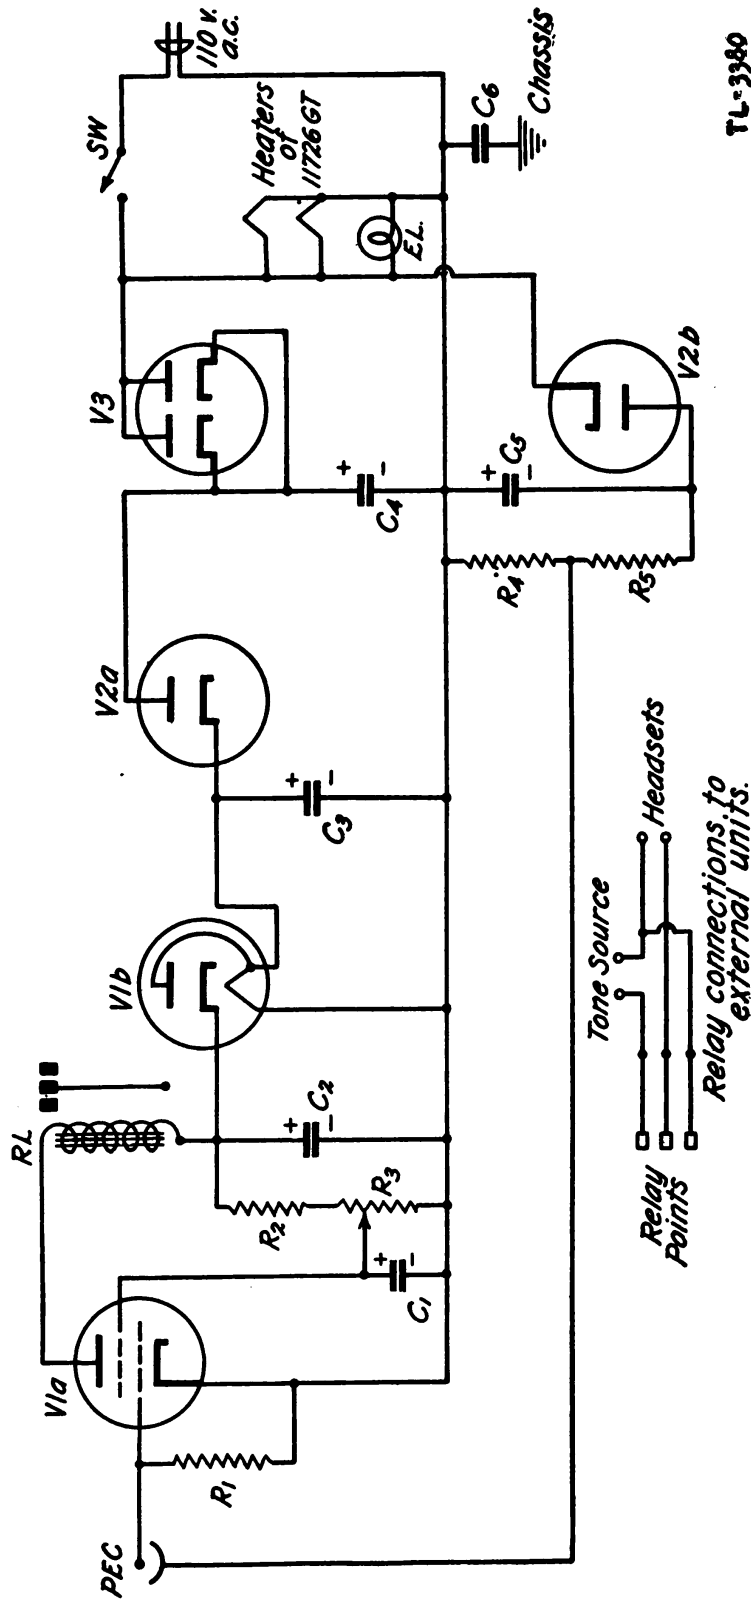 PEC
V1a
RL
V1b
V2a
V3
SW
110 v.
a.c.
Heaters
of
11726GT
EL.
R1
C1
R2
R3
C2
C3
C4
C5
C6
Chassis
R4
R5
V2b
Tone Source
Headsets
Relay
Points
Relay connections to
external units.
TL-3380